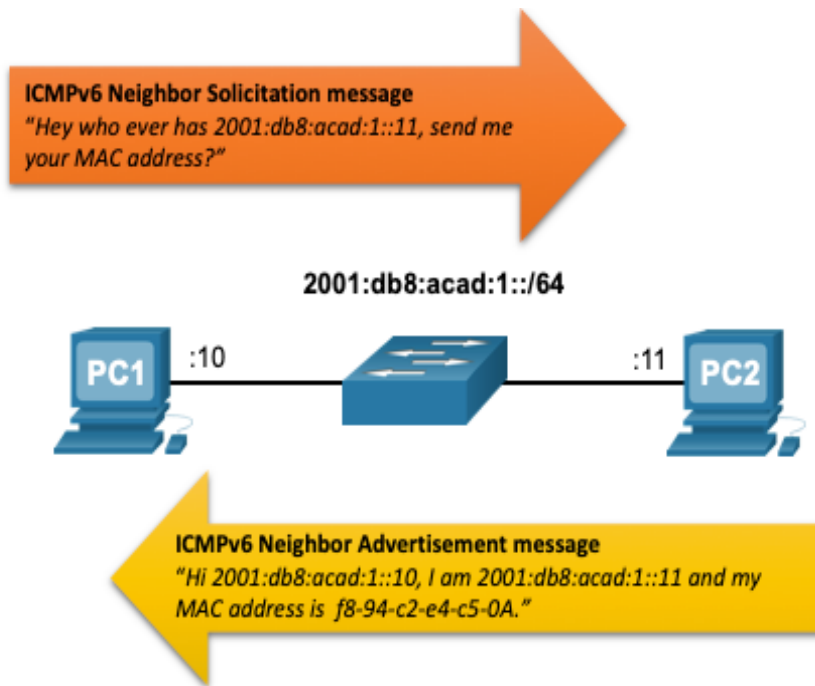 ICMPv6 Neighbor Solicitation message
"Hey who ever has 2001:db8:acad:1::11, send me
your MAC address?"
2001:db8:acad:1::/64
PC1
:10
:11
PC2
ICMPv6 Neighbor Advertisement message
"Hi 2001:db8:acad:1::10, I am 2001:db8:acad:1::11 and my
MAC address is  f8-94-c2-e4-c5-0A."